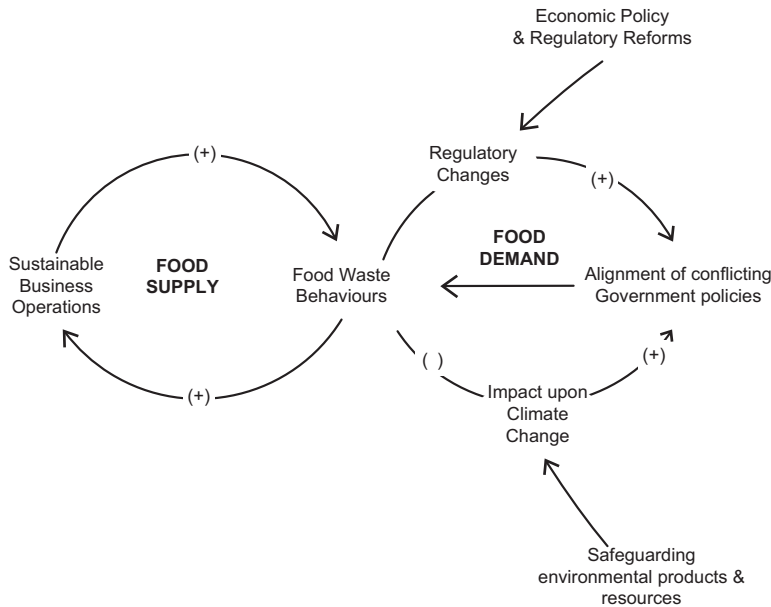 Economic Policy
& Regulatory Reforms
Regulatory
Changes
(+)
(+)
FOOD
SUPPLY
FOOD
DEMAND
Sustainable
Business
Operations
Food Waste
Behaviours
Alignment of conflicting
Government policies
( )
(+)
(+)
Impact upon
Climate
Change
Safeguarding
environmental products &
resources